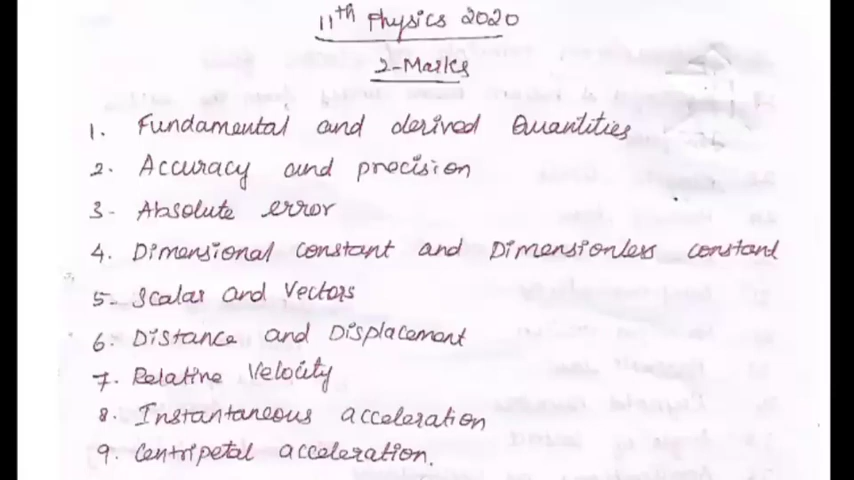 11th Physics 2020
2-Marks
1. Fundamental and derived Quantities
2. Accuracy and precision
3- Absolute error
4. Dimensional constant and Dimensionless constant
5- Scalar and Vectors
6. Distance and Displacement
7. Relative Velocity
8. Instantaneous acceleration
9. Centripetal acceleration.